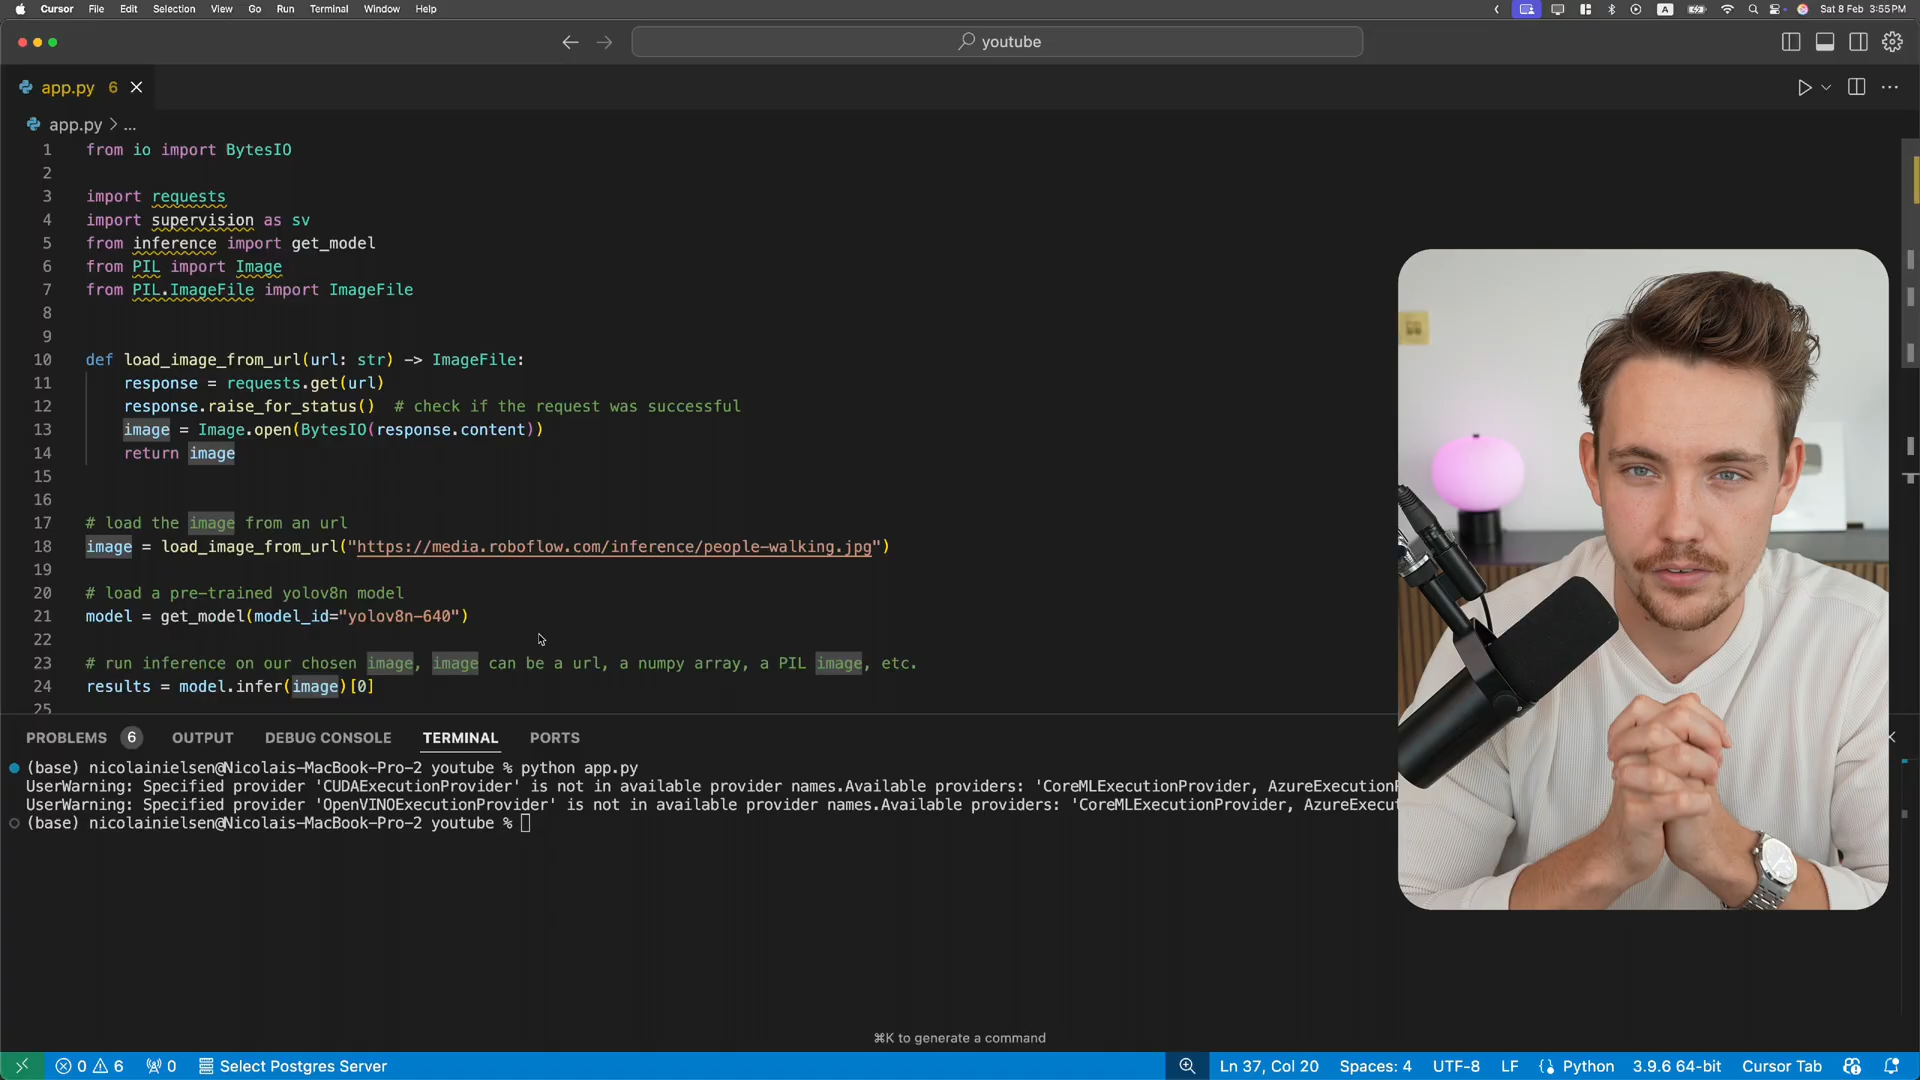 Cursor File Edit Selection View Go Run Terminal Window Help
A Sat 8 Feb 3:55PM
youtube
app.py 6
app.py > ...
1 from io import BytesIO
2
3 import requests
4 import supervision as sv
5 from inference import get_model
6 from PIL import Image
7 from PIL.ImageFile import ImageFile
8
9
10 def load_image_from_url(url: str) -> ImageFile:
11 response = requests.get(url)
12 response.raise_for_status() # check if the request was successful
13 image = Image.open(BytesIO(response.content))
14 return image
15
16
17 # load the image from an url
18 image = load_image_from_url("https://media.roboflow.com/inference/people-walking.jpg")
19
20 # load a pre-trained yolov8n model
21 model = get_model(model_id="yolov8n-640")
22
23 # run inference on our chosen image, image can be a url, a numpy array, a PIL image, etc.
24 results = model.infer(image)[0]
25
PROBLEMS 6 OUTPUT DEBUG CONSOLE TERMINAL PORTS
(base) nicolainielsen@Nicolais-MacBook-Pro-2 youtube % python app.py
UserWarning: Specified provider 'CUDAExecutionProvider' is not in available provider names.Available providers: 'CoreMLExecutionProvider, AzureExecutionP
UserWarning: Specified provider 'OpenVINOExecutionProvider' is not in available provider names.Available providers: 'CoreMLExecutionProvider, AzureExecut
(base) nicolainielsen@Nicolais-MacBook-Pro-2 youtube %
⌘K to generate a command
0 6 0 Select Postgres Server Ln 37, Col 20 Spaces: 4 UTF-8 LF Python 3.9.6 64-bit Cursor Tab